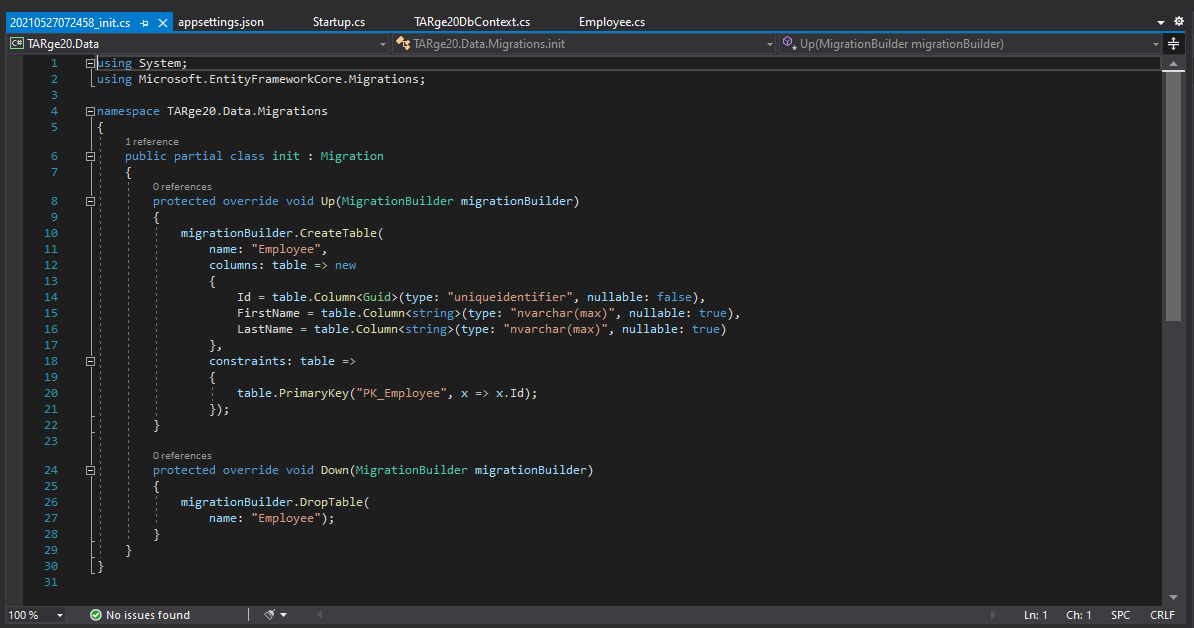 20210527072458_init.cs appsettings.json Startup.cs TARge20DbContext.cs Employee.cs
C# TARge20.Data TARge20.Data.Migrations.init Up(MigrationBuilder migrationBuilder)
1 using System;
2 using Microsoft.EntityFrameworkCore.Migrations;
3
4 namespace TARge20.Data.Migrations
5 {
1 reference
6 public partial class init : Migration
7 {
0 references
8 protected override void Up(MigrationBuilder migrationBuilder)
9 {
10 migrationBuilder.CreateTable(
11 name: "Employee",
12 columns: table => new
13 {
14 Id = table.Column<Guid>(type: "uniqueidentifier", nullable: false),
15 FirstName = table.Column<string>(type: "nvarchar(max)", nullable: true),
16 LastName = table.Column<string>(type: "nvarchar(max)", nullable: true)
17 },
18 constraints: table =>
19 {
20 table.PrimaryKey("PK_Employee", x => x.Id);
21 });
22 }
23
0 references
24 protected override void Down(MigrationBuilder migrationBuilder)
25 {
26 migrationBuilder.DropTable(
27 name: "Employee");
28 }
29 }
30 }
31
100 % No issues found Ln: 1 Ch: 1 SPC CRLF